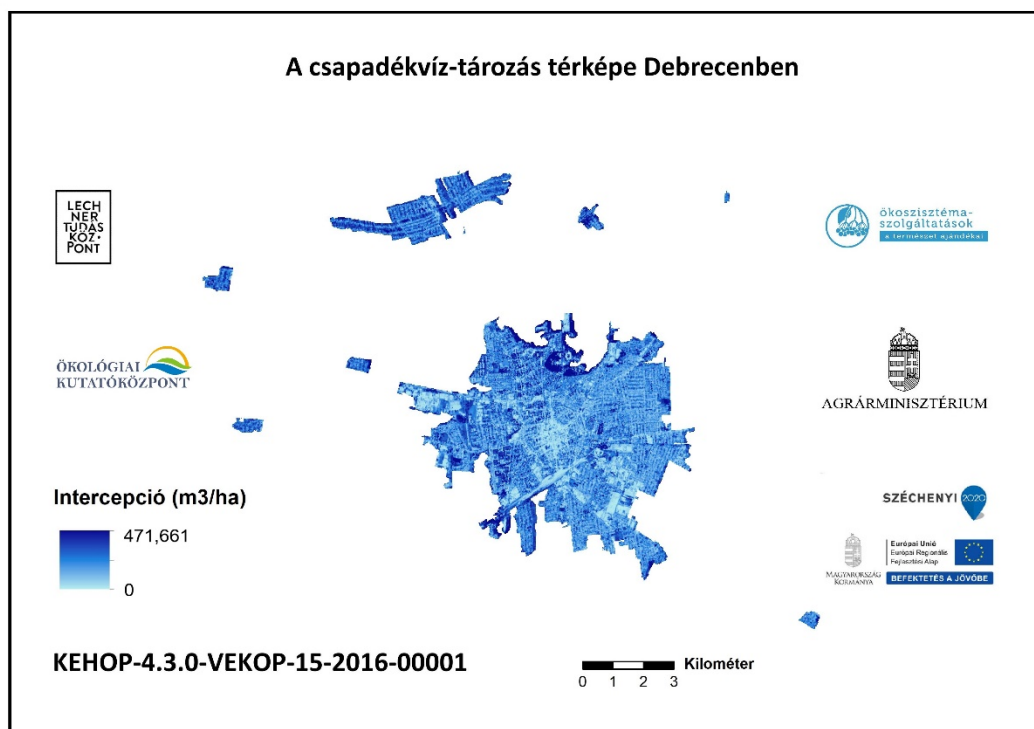 A csapadékvíz-tározás térképe Debrecenben
LECH
NER
TUDÁS
KÖZ•
PONT
ökoszisztéma-
szolgáltatások
a természet ajándékai
ÖKOLÓGIAI
KUTATÓKÖZPONT
AGRÁRMINISZTÉRIUM
Intercepció (m3/ha)
471,661
0
SZÉCHENYI 2020
MAGYARORSZÁG
KORMÁNYA
Európai Unió
Európai Regionális
Fejlesztési Alap
BEFEKTETÉS A JÖVŐBE
KEHOP-4.3.0-VEKOP-15-2016-00001
Kilométer
0 1 2 3